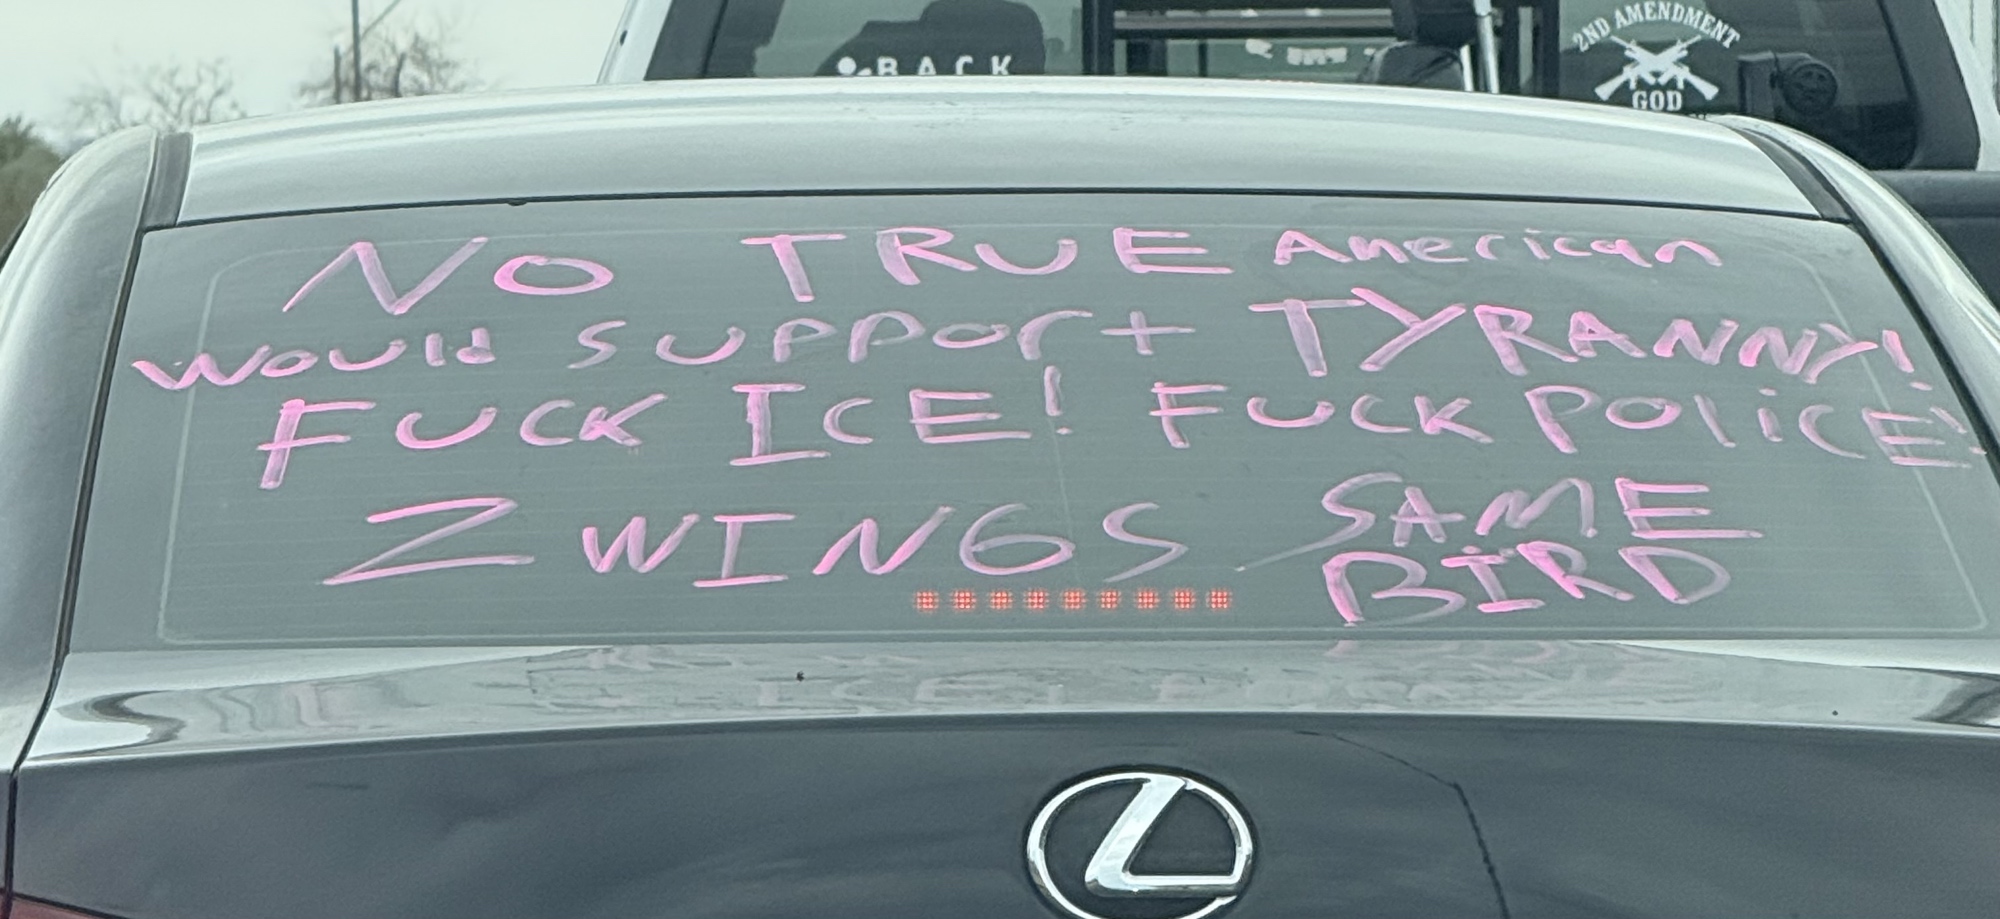 BACK
2ND AMENDMENT
GOD
NO TRUE American
WOUld SUPPOrt TYRANNY!
FUCK ICE! FUCK POliCE!
2 WINGS SAME
BIRD